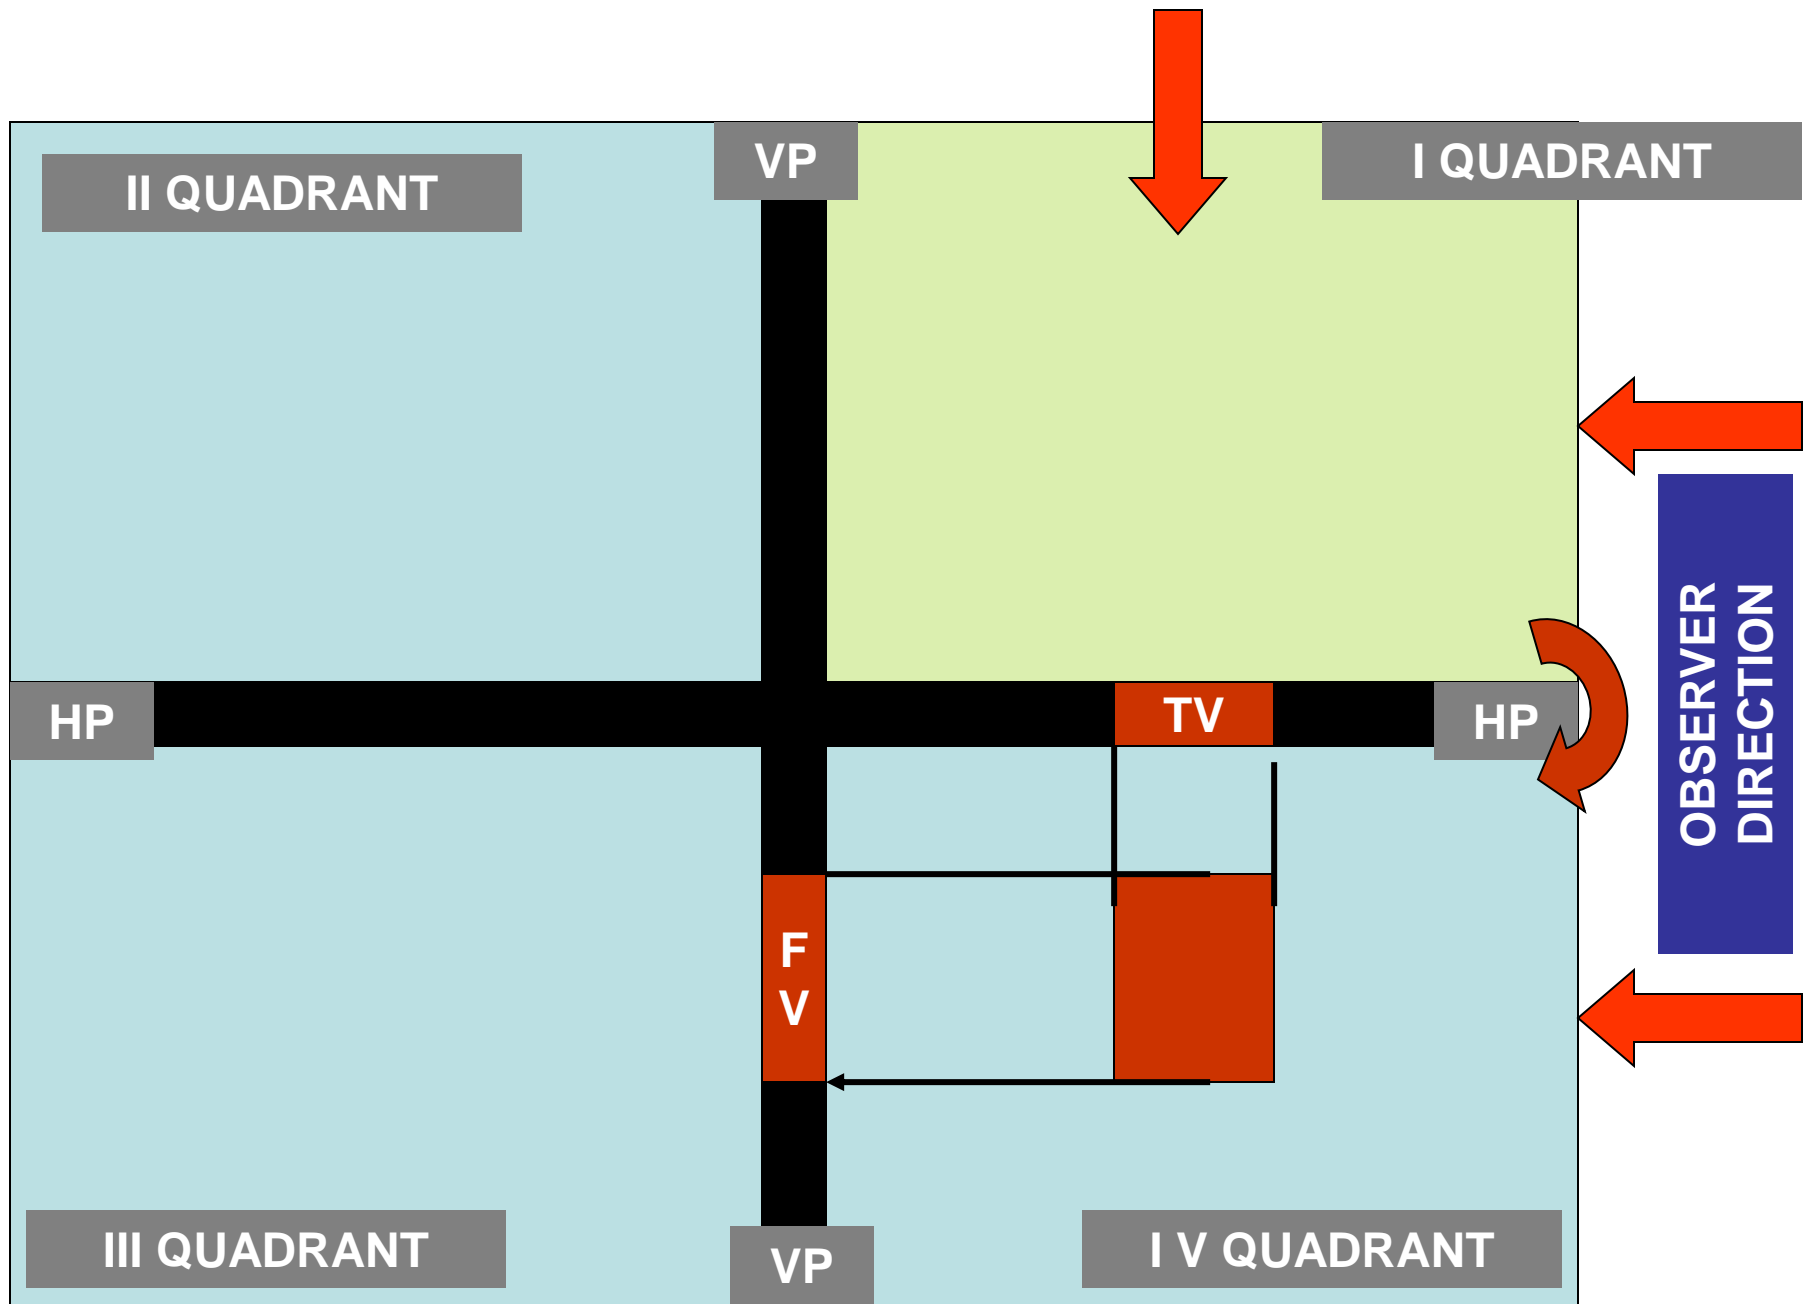 VP
I QUADRANT
II QUADRANT
HP
TV
HP
OBSERVER
DIRECTION
F
V
III QUADRANT
VP
I V QUADRANT